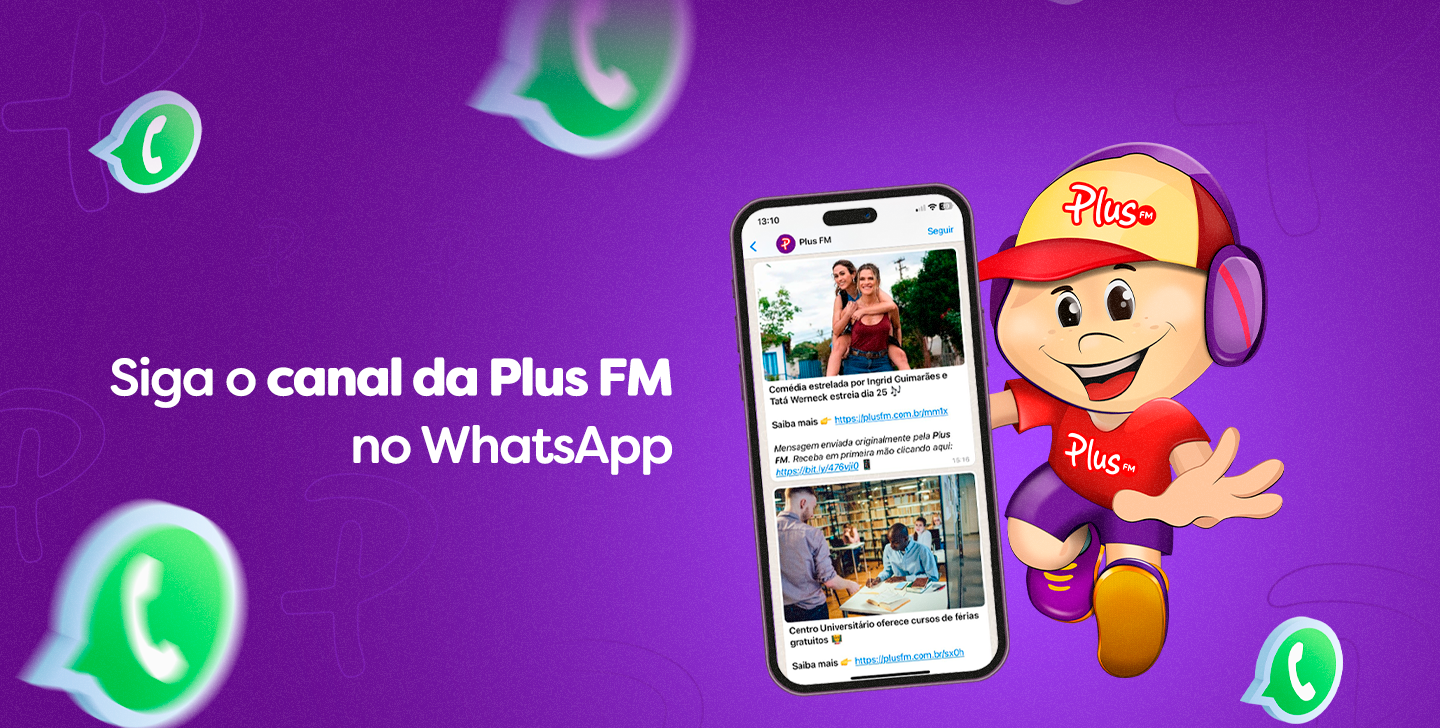 Siga o canal da Plus FM
no WhatsApp
13:10
Plus FM
Seguir
Comédia estrelada por Ingrid Guimarães e
Tatá Werneck estreia dia 25 🎶
Saiba mais 👉 https://plusfm.com.br/mm1x
Mensagem enviada originalmente pela Plus
FM. Receba em primeira mão clicando aqui:
https://bit.ly/476vji0 📱
Centro Universitário oferece cursos de férias
gratuitos
Saiba mais 👉 https://plusfm.com.br/sx0h
Plus FM
Plus FM